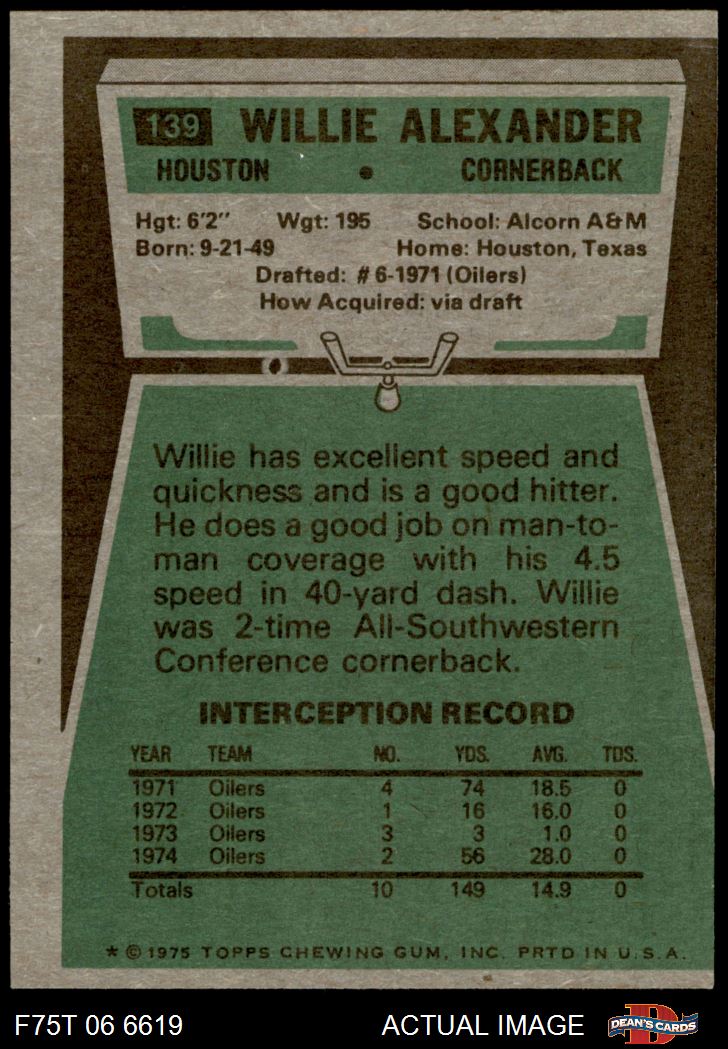 139 WILLIE ALEXANDER
HOUSTON • CORNERBACK
Hgt: 6'2" Wgt: 195 School: Alcorn A&M
Born: 9-21-49 Home: Houston, Texas
Drafted: #6-1971 (Oilers)
How Acquired: via draft
Willie has excellent speed and
quickness and is a good hitter.
He does a good job on man-to-
man coverage with his 4.5
speed in 40-yard dash. Willie
was 2-time All-Southwestern
Conference cornerback.
INTERCEPTION RECORD
YEAR TEAM NO. YDS. AVG. TDS.
1971 Oilers 4 74 18.5 0
1972 Oilers 1 16 16.0 0
1973 Oilers 3 3 1.0 0
1974 Oilers 2 56 28.0 0
Totals 10 149 14.9 0
* © 1975 TOPPS CHEWING GUM, INC. PRTD IN U.S.A.
F75T 06 6619 ACTUAL IMAGE D DEAN'S CARDS